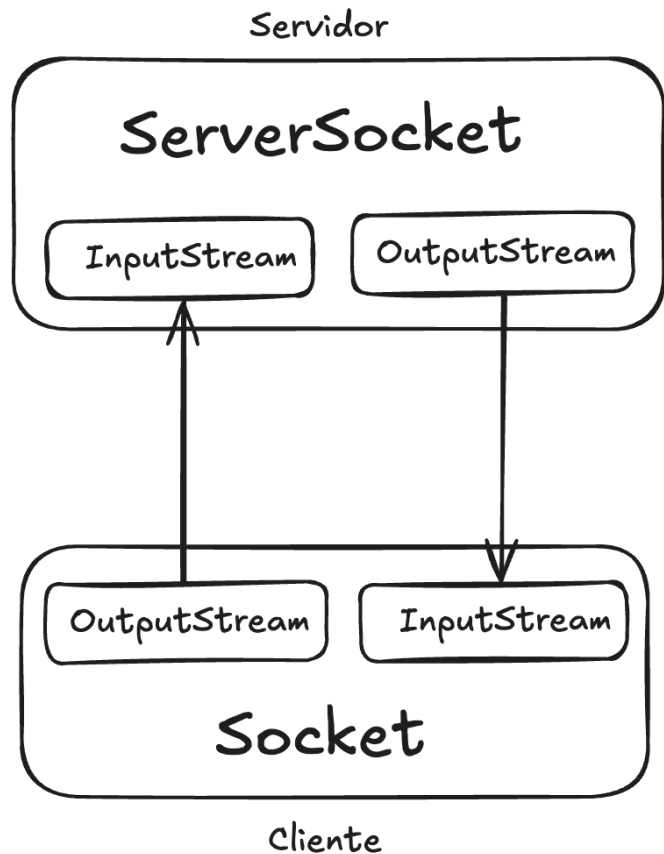 Servidor
ServerSocket
InputStream
OutputStream
OutputStream
InputStream
Socket
Cliente